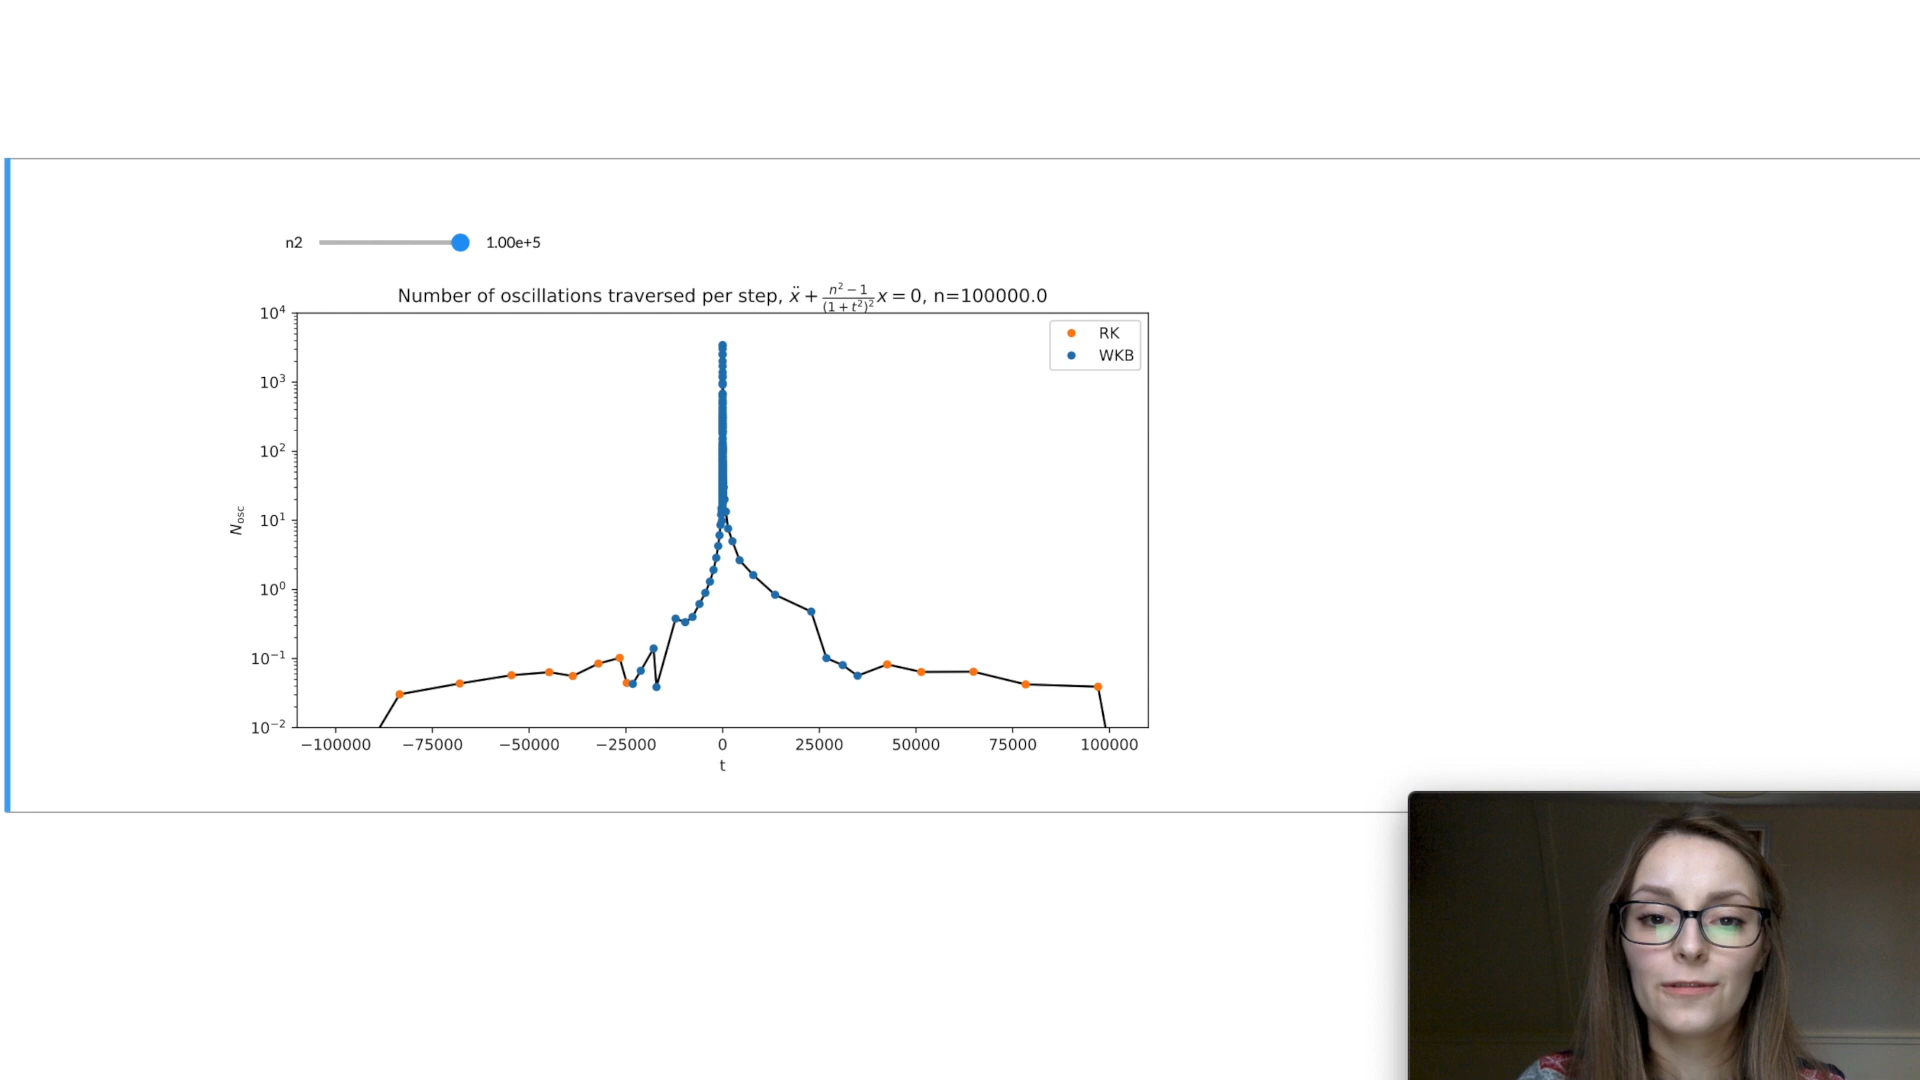 n2 1.00e+5
Number of oscillations traversed per step, ẍ + (n² − 1)/((1 + t²)²) x = 0, n=100000.0
RK
WKB
10⁴
10³
10²
10¹
10⁰
10⁻¹
10⁻²
N_osc
−100000 −75000 −50000 −25000 0 25000 50000 75000 100000
t